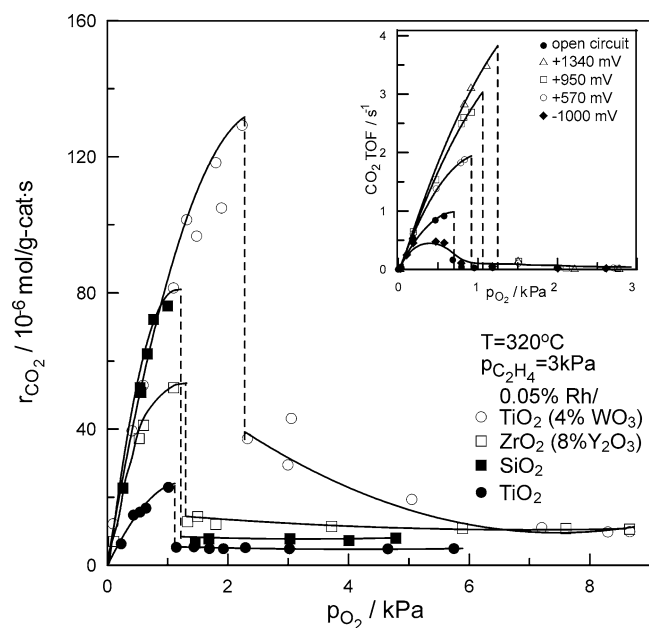 160
120
80
40
0
0 2 4 6 8
r_CO₂ / 10⁻⁶ mol/g-cat·s
p_O₂ / kPa
4
3
2
1
0
0 1 2 3
CO₂ TOF / s⁻¹
p_O₂ / kPa
open circuit
+1340 mV
+950 mV
+570 mV
-1000 mV
T=320°C
p_C₂H₄=3kPa
0.05% Rh/
TiO₂ (4% WO₃)
ZrO₂ (8%Y₂O₃)
SiO₂
TiO₂